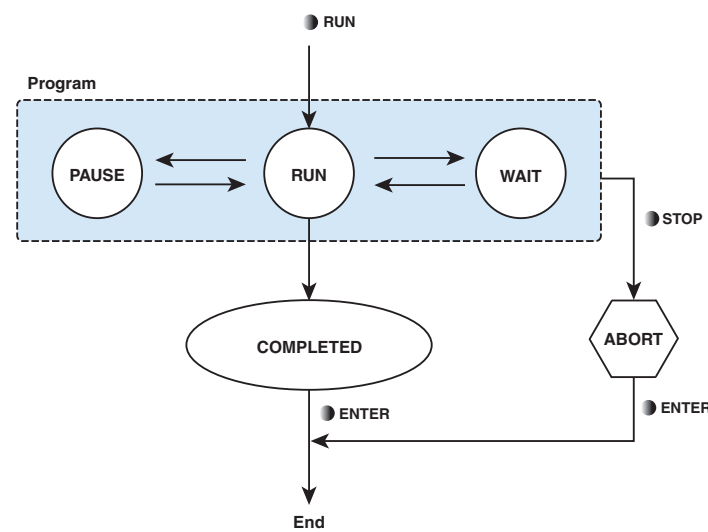 RUN
Program
PAUSE
RUN
WAIT
STOP
COMPLETED
ABORT
ENTER
ENTER
End